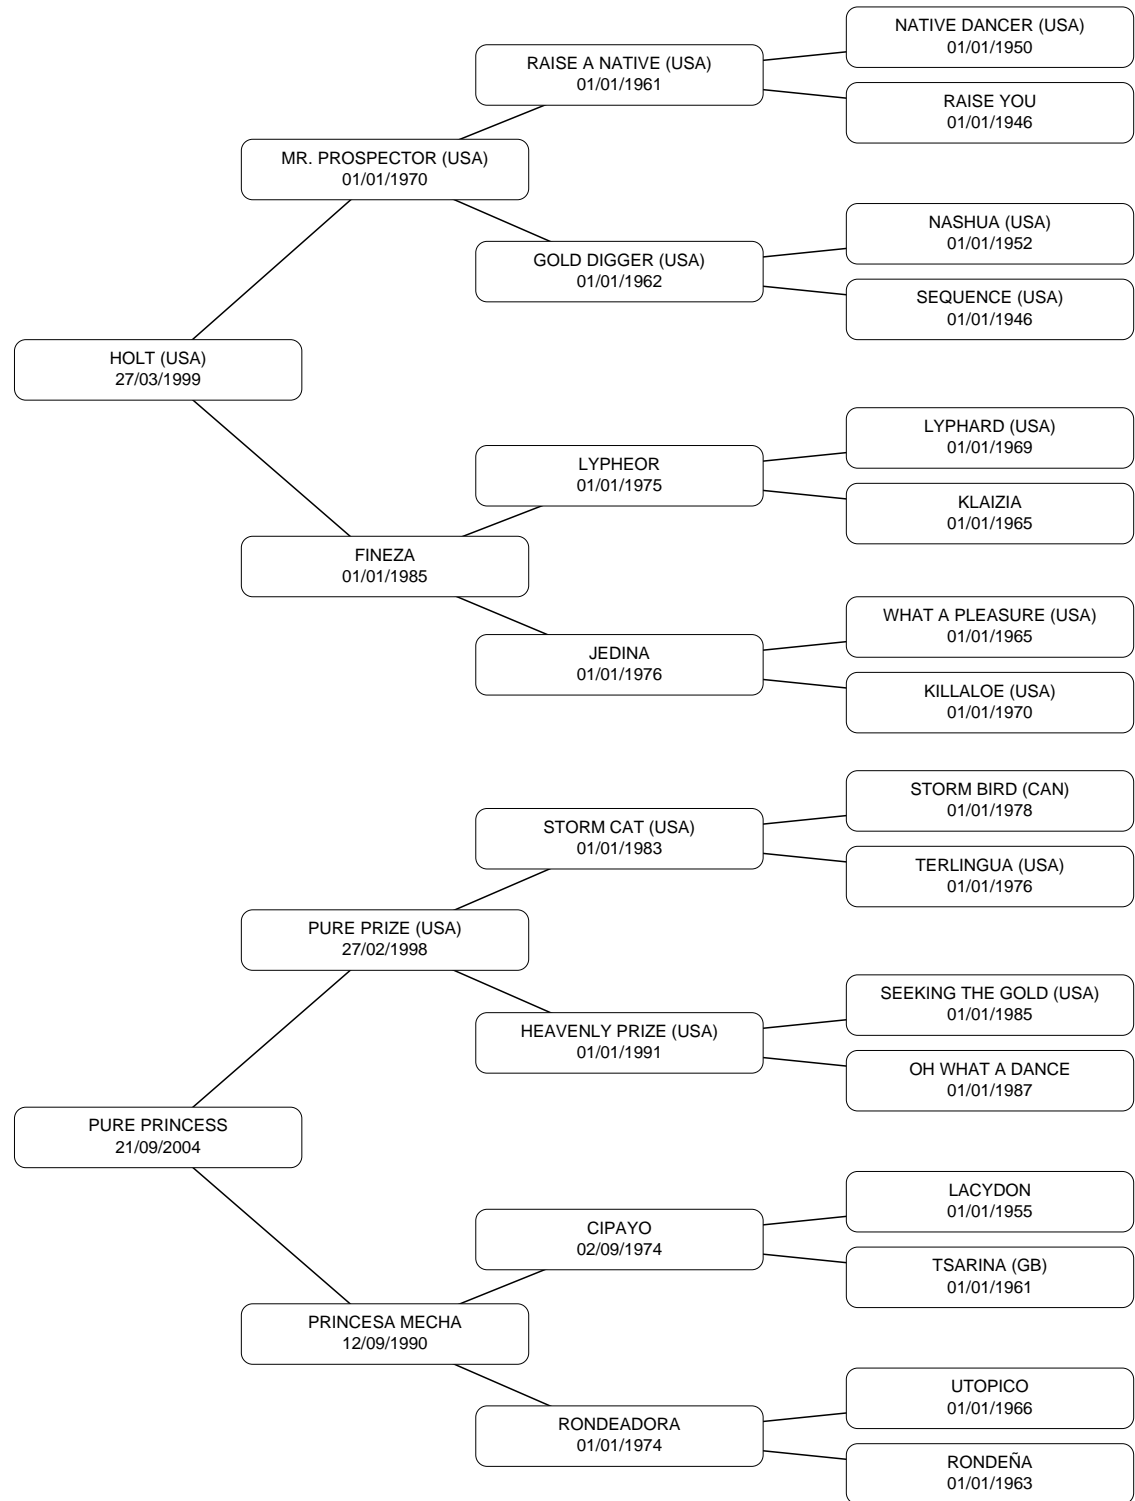 NATIVE DANCER (USA)
01/01/1950
RAISE A NATIVE (USA)
01/01/1961
RAISE YOU
01/01/1946
MR. PROSPECTOR (USA)
01/01/1970
NASHUA (USA)
01/01/1952
GOLD DIGGER (USA)
01/01/1962
SEQUENCE (USA)
01/01/1946
HOLT (USA)
27/03/1999
LYPHARD (USA)
01/01/1969
LYPHEOR
01/01/1975
KLAIZIA
01/01/1965
FINEZA
01/01/1985
WHAT A PLEASURE (USA)
01/01/1965
JEDINA
01/01/1976
KILLALOE (USA)
01/01/1970
STORM BIRD (CAN)
01/01/1978
STORM CAT (USA)
01/01/1983
TERLINGUA (USA)
01/01/1976
PURE PRIZE (USA)
27/02/1998
SEEKING THE GOLD (USA)
01/01/1985
HEAVENLY PRIZE (USA)
01/01/1991
OH WHAT A DANCE
01/01/1987
PURE PRINCESS
21/09/2004
LACYDON
01/01/1955
CIPAYO
02/09/1974
TSARINA (GB)
01/01/1961
PRINCESA MECHA
12/09/1990
UTOPICO
01/01/1966
RONDEADORA
01/01/1974
RONDEÑA
01/01/1963